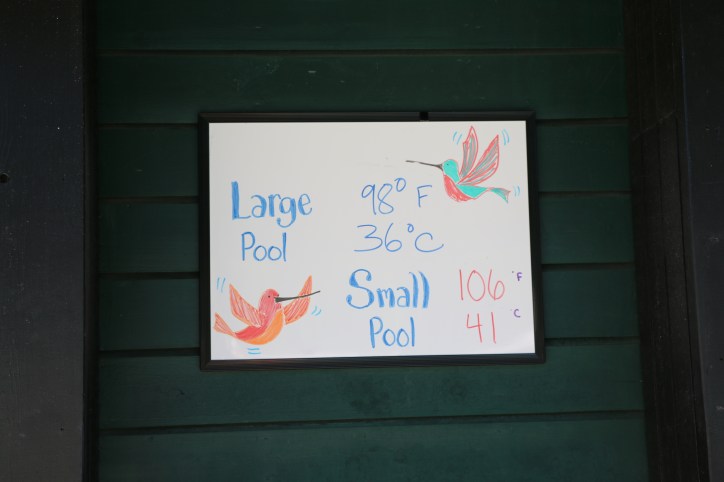 Large 98° F
Pool 36° C
Small 106 °F
Pool 41 °C